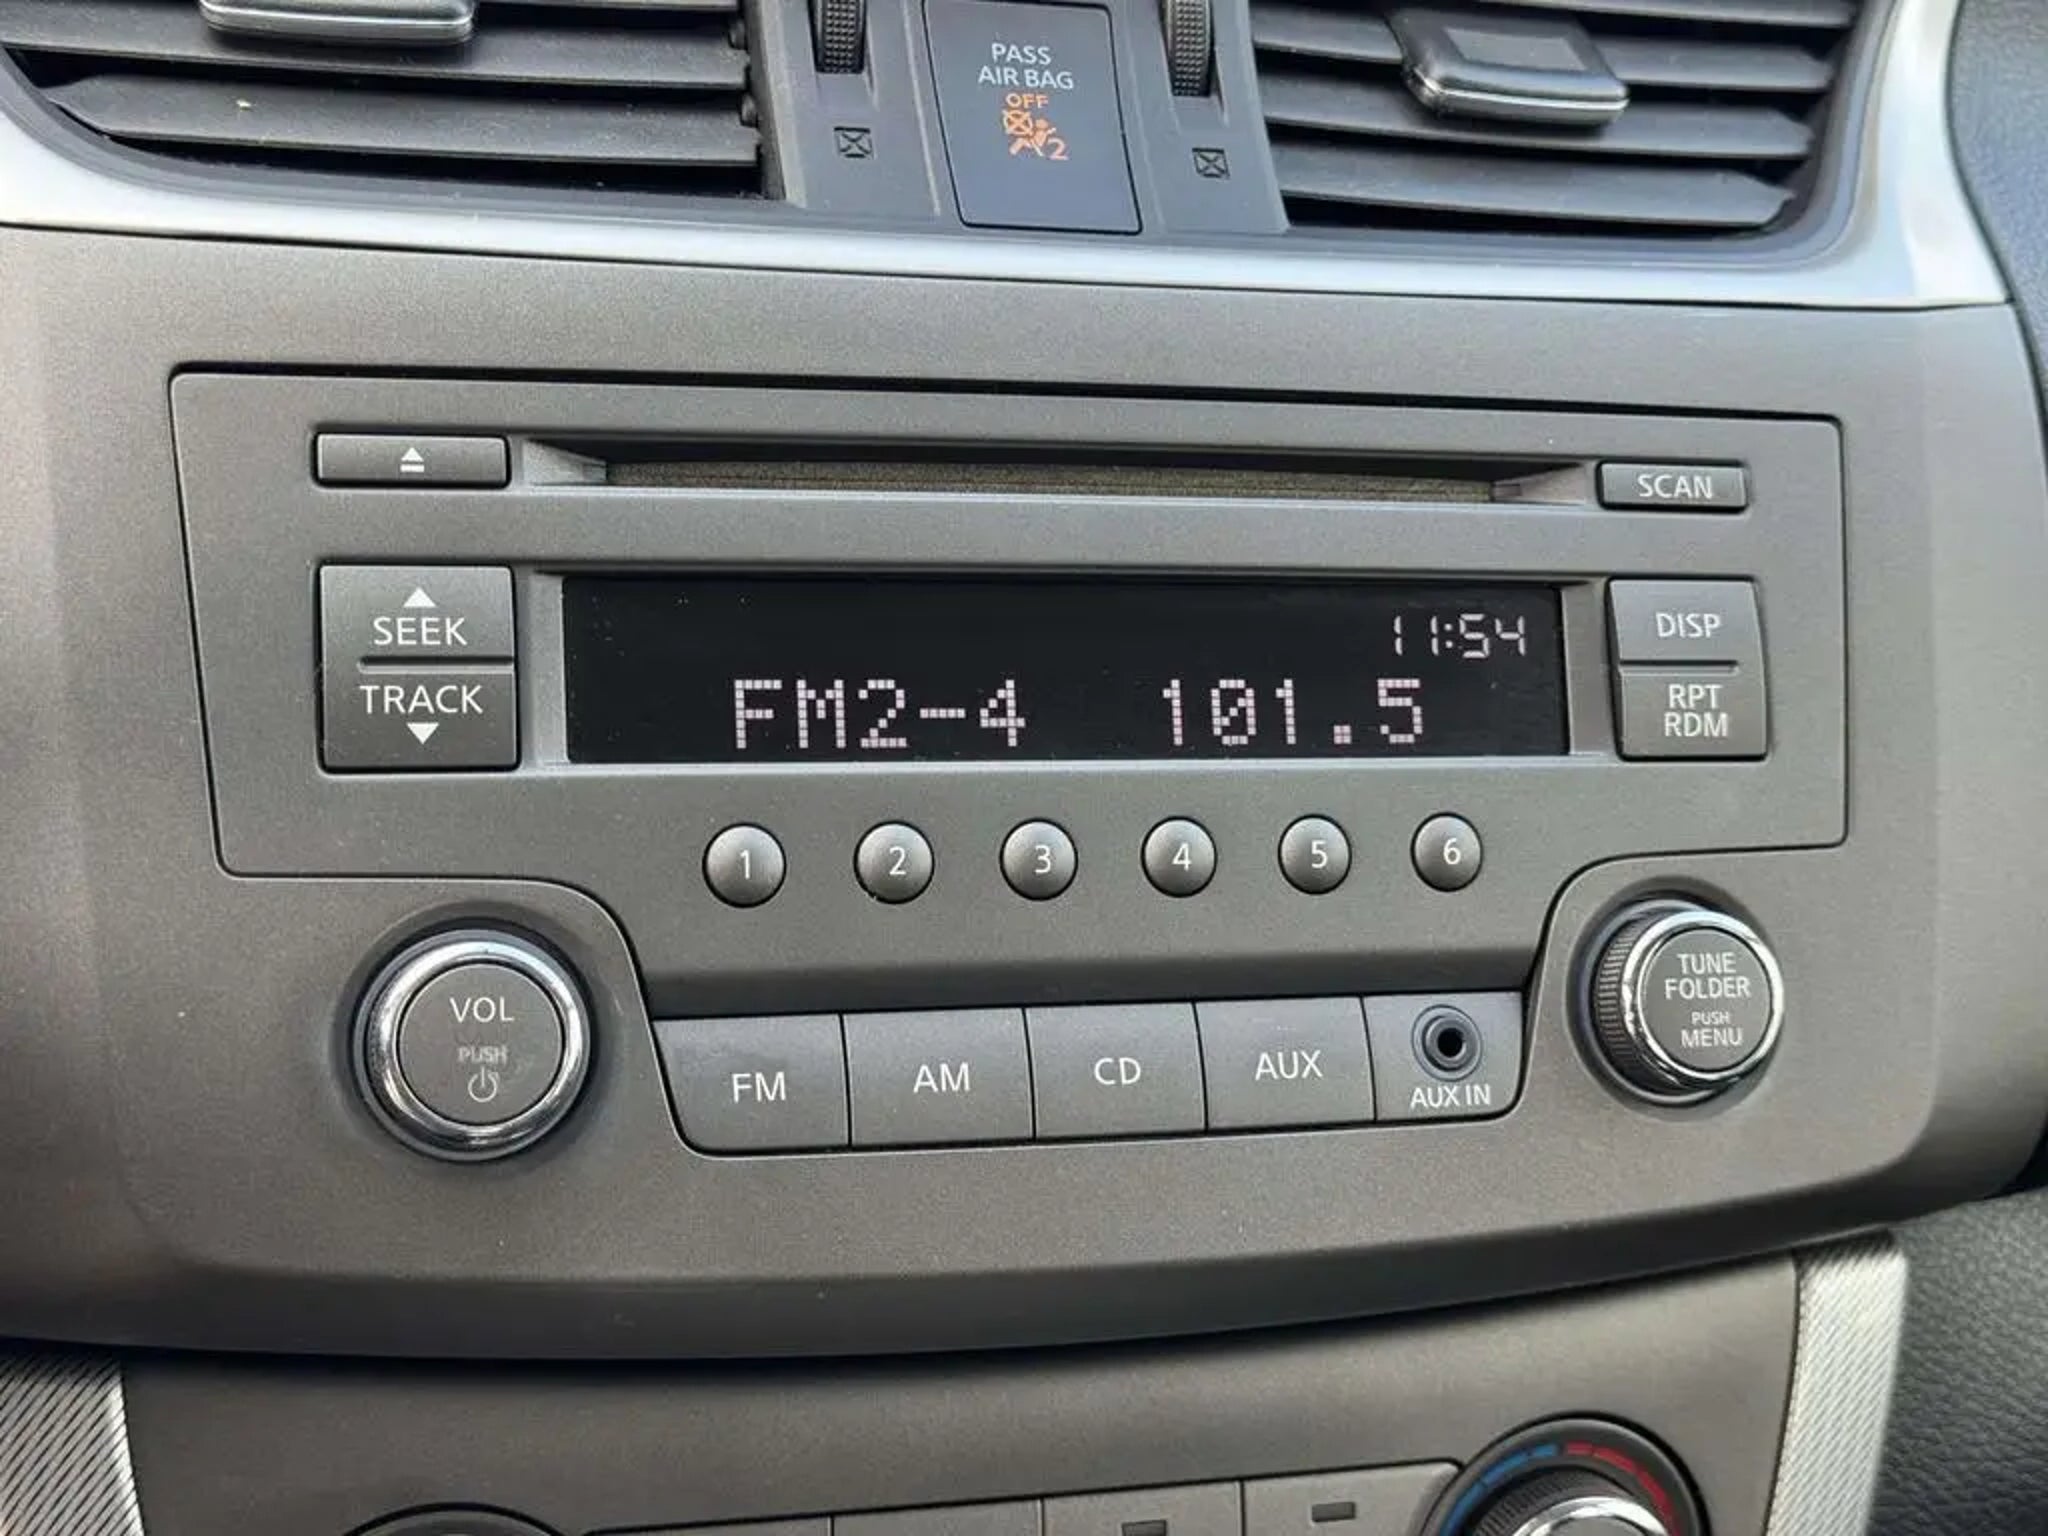 PASS
AIR BAG
OFF
2
SCAN
SEEK
TRACK
11:54
FM2-4 101.5
DISP
RPT
RDM
1 2 3 4 5 6
VOL
PUSH
FM AM CD AUX
AUX IN
TUNE
FOLDER
PUSH
MENU